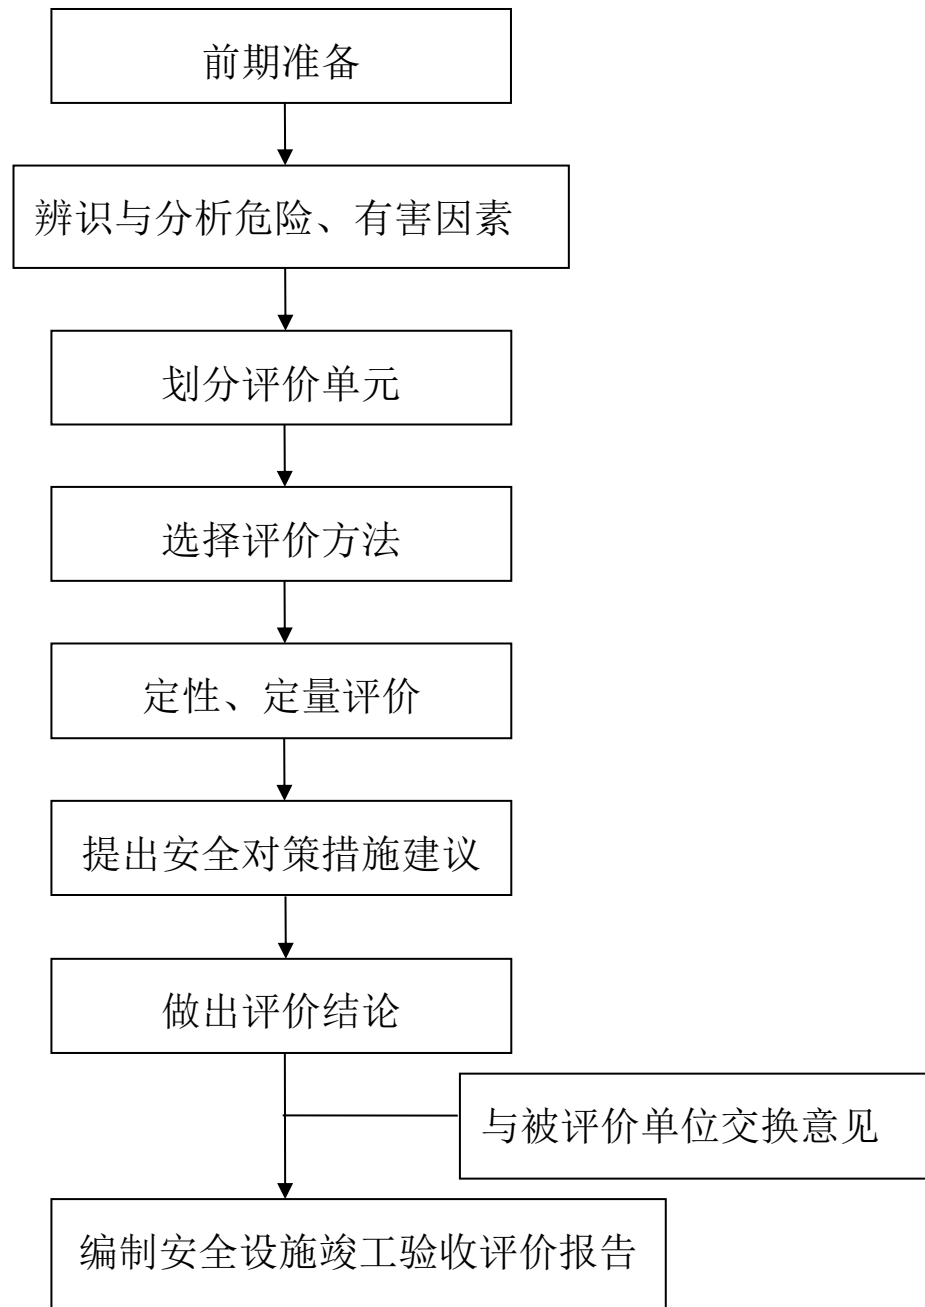 前期准备
辨识与分析危险、有害因素
划分评价单元
选择评价方法
定性、定量评价
提出安全对策措施建议
做出评价结论
与被评价单位交换意见
编制安全设施竣工验收评价报告